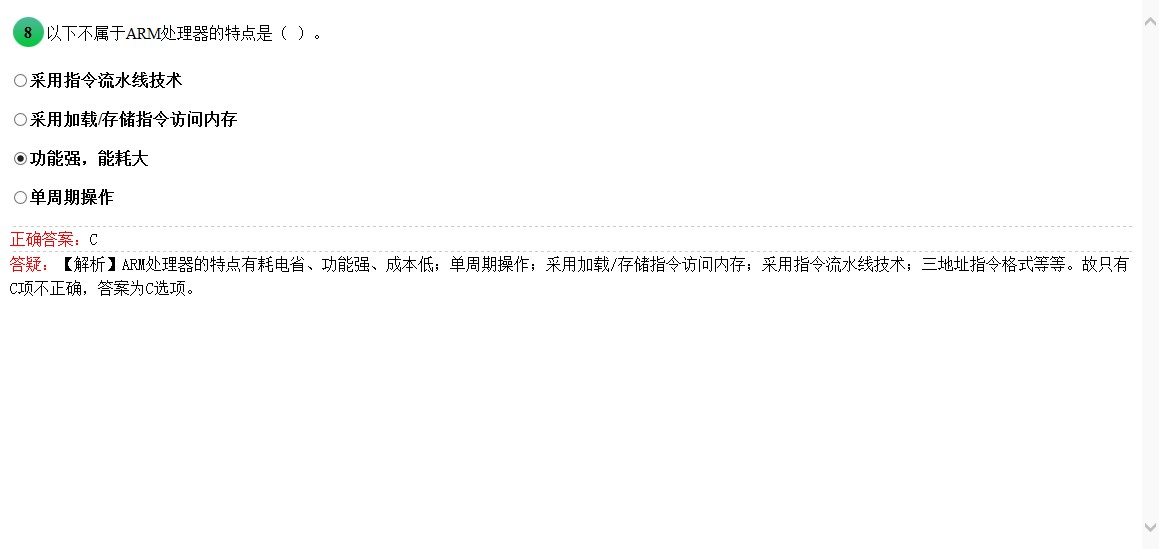 8 以下不属于ARM处理器的特点是（ ）。
采用指令流水线技术
采用加载/存储指令访问内存
功能强，能耗大
单周期操作
正确答案：C
答疑：【解析】ARM处理器的特点有耗电省、功能强、成本低；单周期操作；采用加载/存储指令访问内存；采用指令流水线技术；三地址指令格式等等。故只有
C项不正确，答案为C选项。